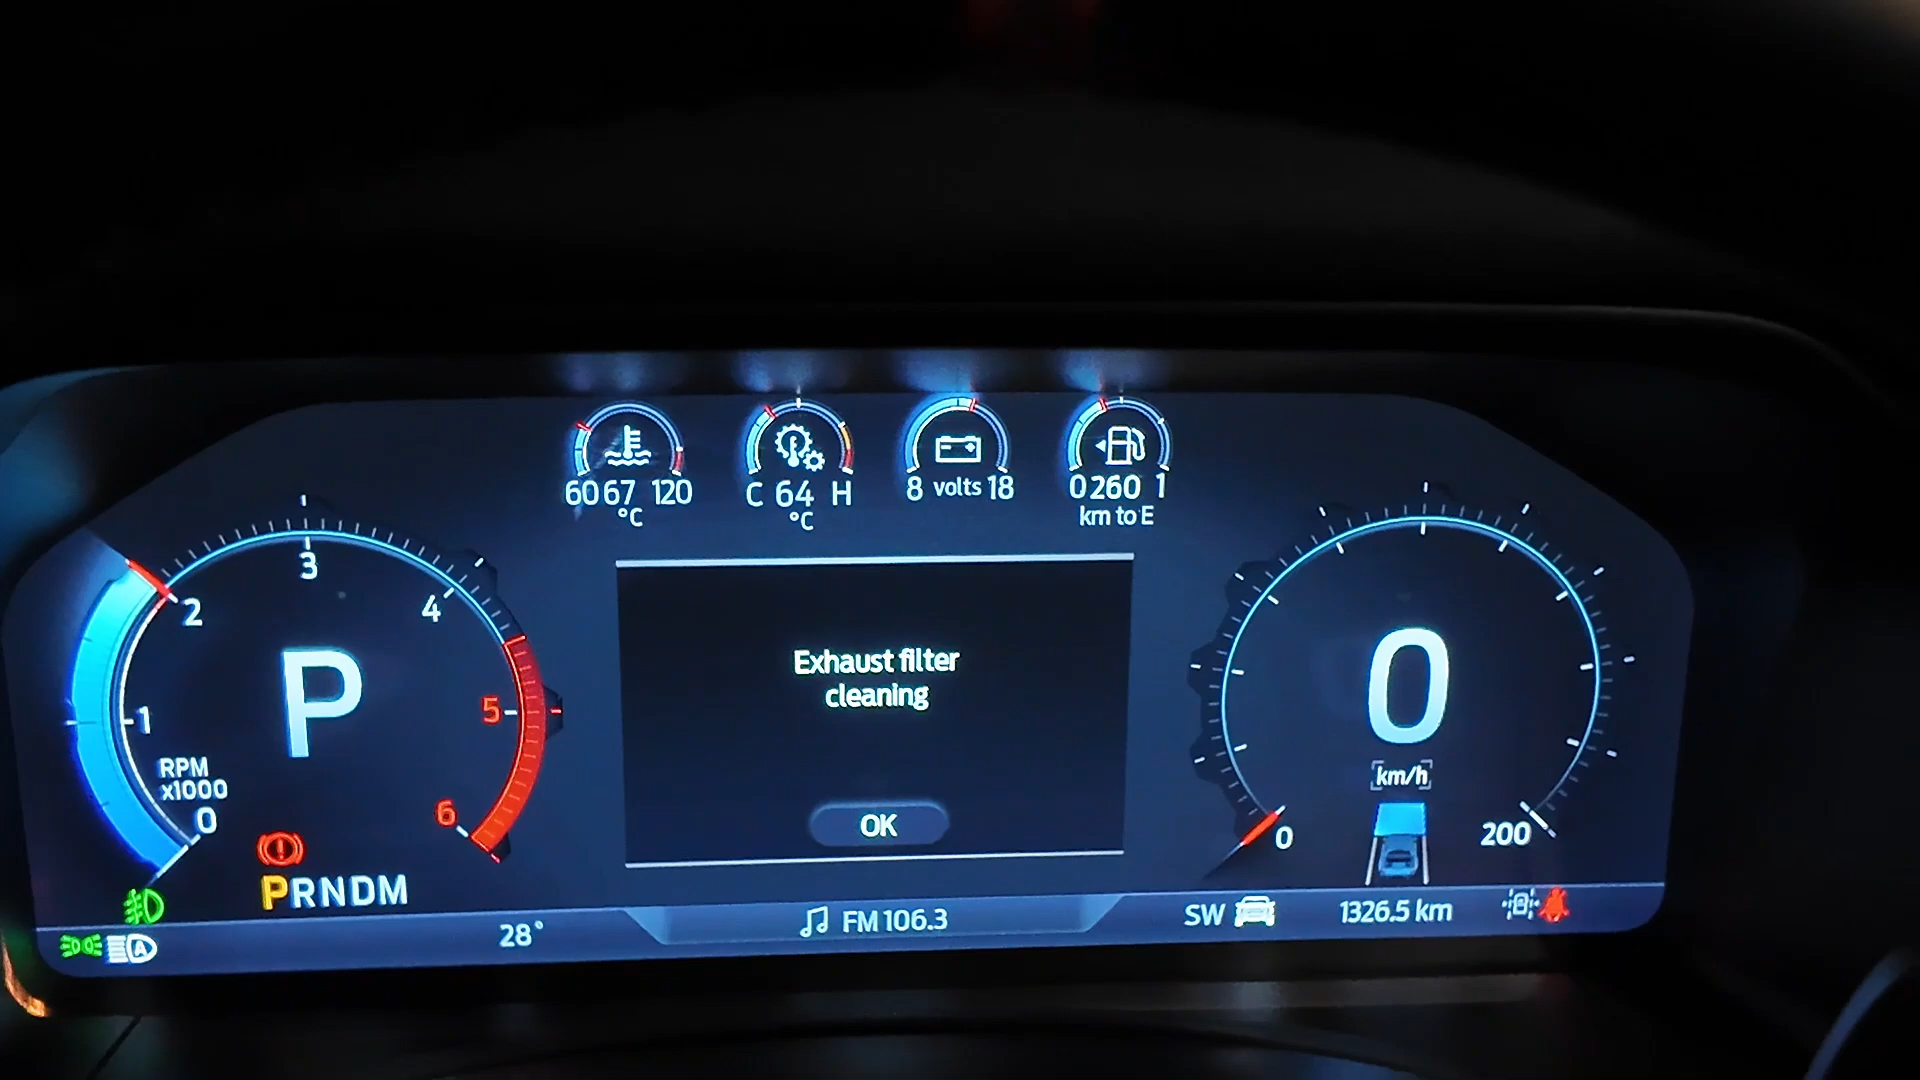 60 67 120
°C
C 64 H
°C
8 volts 18
0 260 1
km to E
3
2
4
1
5
P
RPM
x1000
0
6
PRNDM
Exhaust filter
cleaning
OK
0
km/h
0
200
28°
FM 106.3
SW
1326.5 km
A